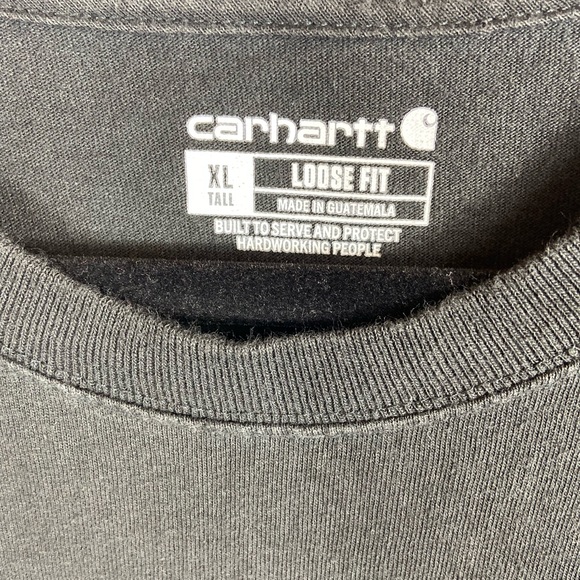 carhartt
XL
TALL
LOOSE FIT
MADE IN GUATEMALA
BUILT TO SERVE AND PROTECT
HARDWORKING PEOPLE